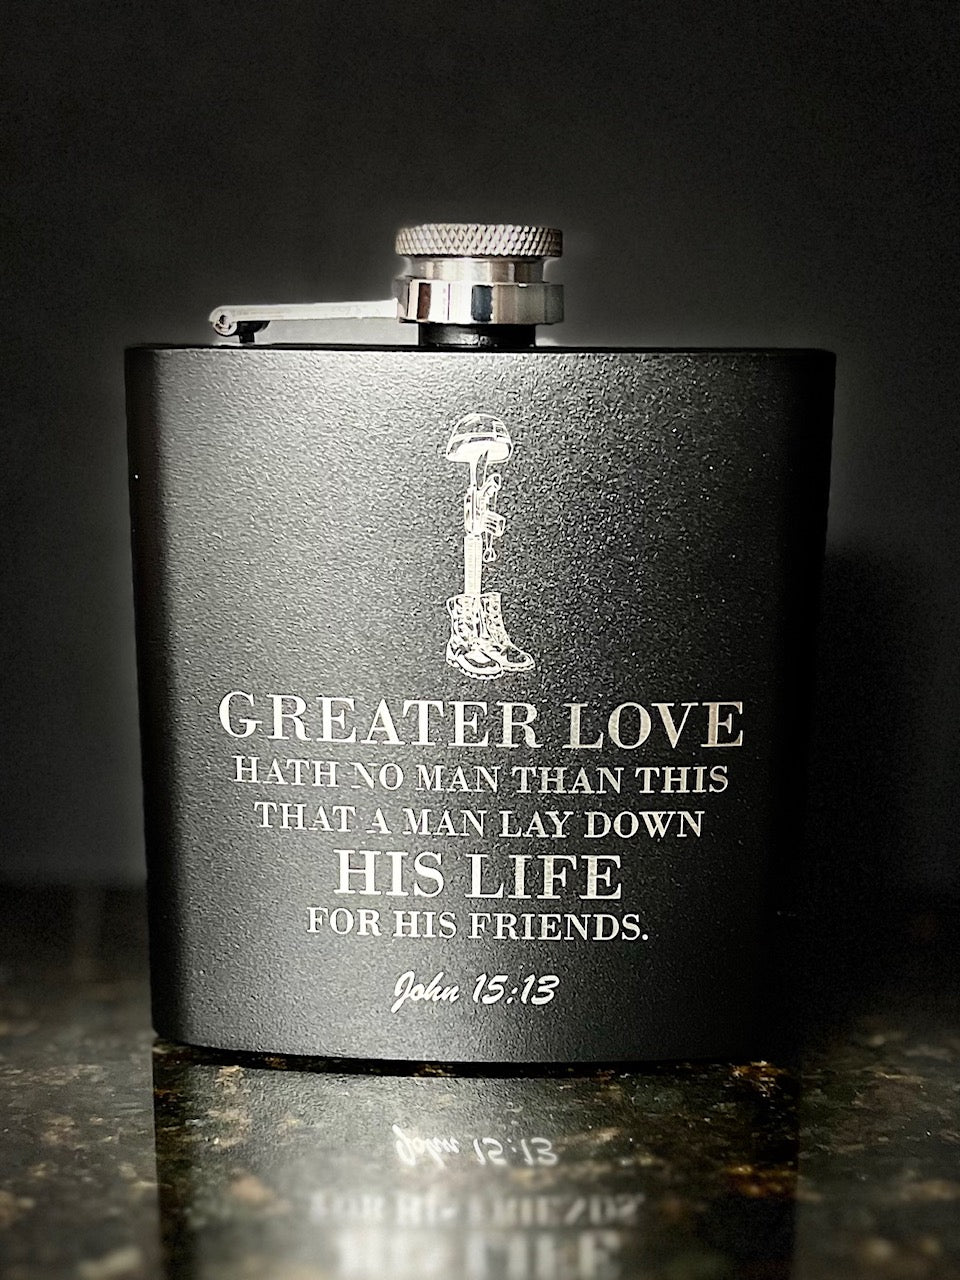 GREATER LOVE
HATH NO MAN THAN THIS
THAT A MAN LAY DOWN
HIS LIFE
FOR HIS FRIENDS.
John 15:13